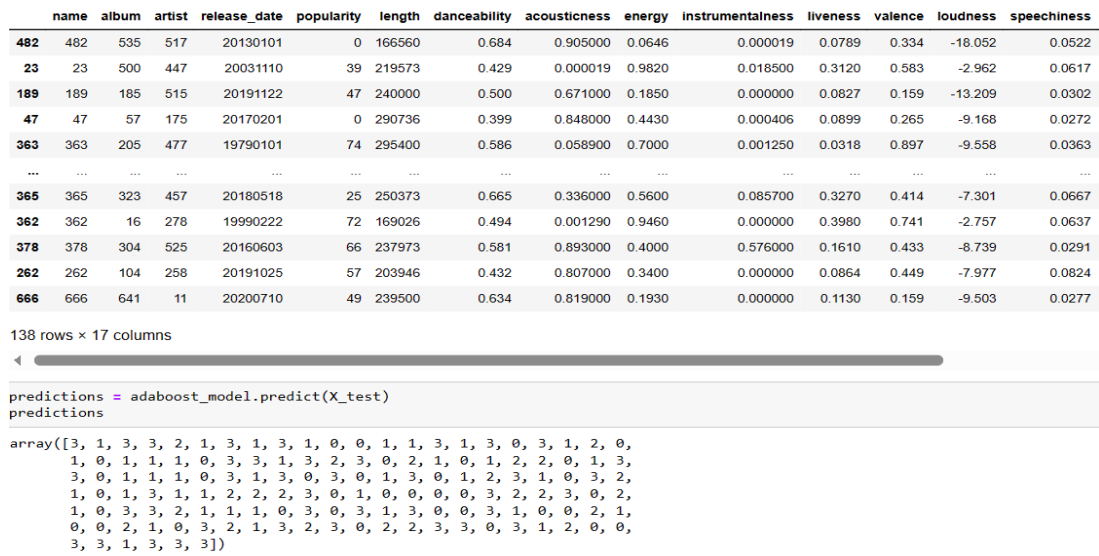 name album artist release_date popularity length danceability acousticness energy instrumentalness liveness valence loudness speechiness
482 482 535 517 20130101 0 166560 0.684 0.905000 0.0646 0.000019 0.0789 0.334 -18.052 0.0522
23 23 500 447 20031110 39 219573 0.429 0.000019 0.9820 0.018500 0.3120 0.583 -2.962 0.0617
189 189 185 515 20191122 47 240000 0.500 0.671000 0.1850 0.000000 0.0827 0.159 -13.209 0.0302
47 47 57 175 20170201 0 290736 0.399 0.848000 0.4430 0.000406 0.0899 0.265 -9.168 0.0272
363 363 205 477 19790101 74 295400 0.586 0.058900 0.7000 0.001250 0.0318 0.897 -9.558 0.0363
... ... ... ... ... ... ... ... ... ... ... ... ... ... ...
365 365 323 457 20180518 25 250373 0.665 0.336000 0.5600 0.085700 0.3270 0.414 -7.301 0.0667
362 362 16 278 19990222 72 169026 0.494 0.001290 0.9460 0.000000 0.3980 0.741 -2.757 0.0637
378 378 304 525 20160603 66 237973 0.581 0.893000 0.4000 0.576000 0.1610 0.433 -8.739 0.0291
262 262 104 258 20191025 57 203946 0.432 0.807000 0.3400 0.000000 0.0864 0.449 -7.977 0.0824
666 666 641 11 20200710 49 239500 0.634 0.819000 0.1930 0.000000 0.1130 0.159 -9.503 0.0277
138 rows × 17 columns
predictions = adaboost_model.predict(X_test)
predictions
array([3, 1, 3, 3, 2, 1, 3, 1, 3, 1, 0, 0, 1, 1, 3, 1, 3, 0, 3, 1, 2, 0,
1, 0, 1, 1, 1, 0, 3, 3, 1, 3, 2, 3, 0, 2, 1, 0, 1, 2, 2, 0, 1, 3,
3, 0, 1, 1, 1, 0, 3, 1, 3, 0, 3, 0, 1, 3, 0, 1, 2, 3, 1, 0, 3, 2,
1, 0, 1, 3, 1, 1, 2, 2, 2, 3, 0, 1, 0, 0, 0, 0, 3, 2, 2, 3, 0, 2,
1, 0, 3, 3, 2, 1, 1, 1, 0, 3, 0, 3, 1, 3, 0, 0, 3, 1, 0, 0, 2, 1,
0, 0, 2, 1, 0, 3, 2, 1, 3, 2, 3, 0, 2, 2, 3, 3, 0, 3, 1, 2, 0, 0,
3, 3, 1, 3, 3, 3])